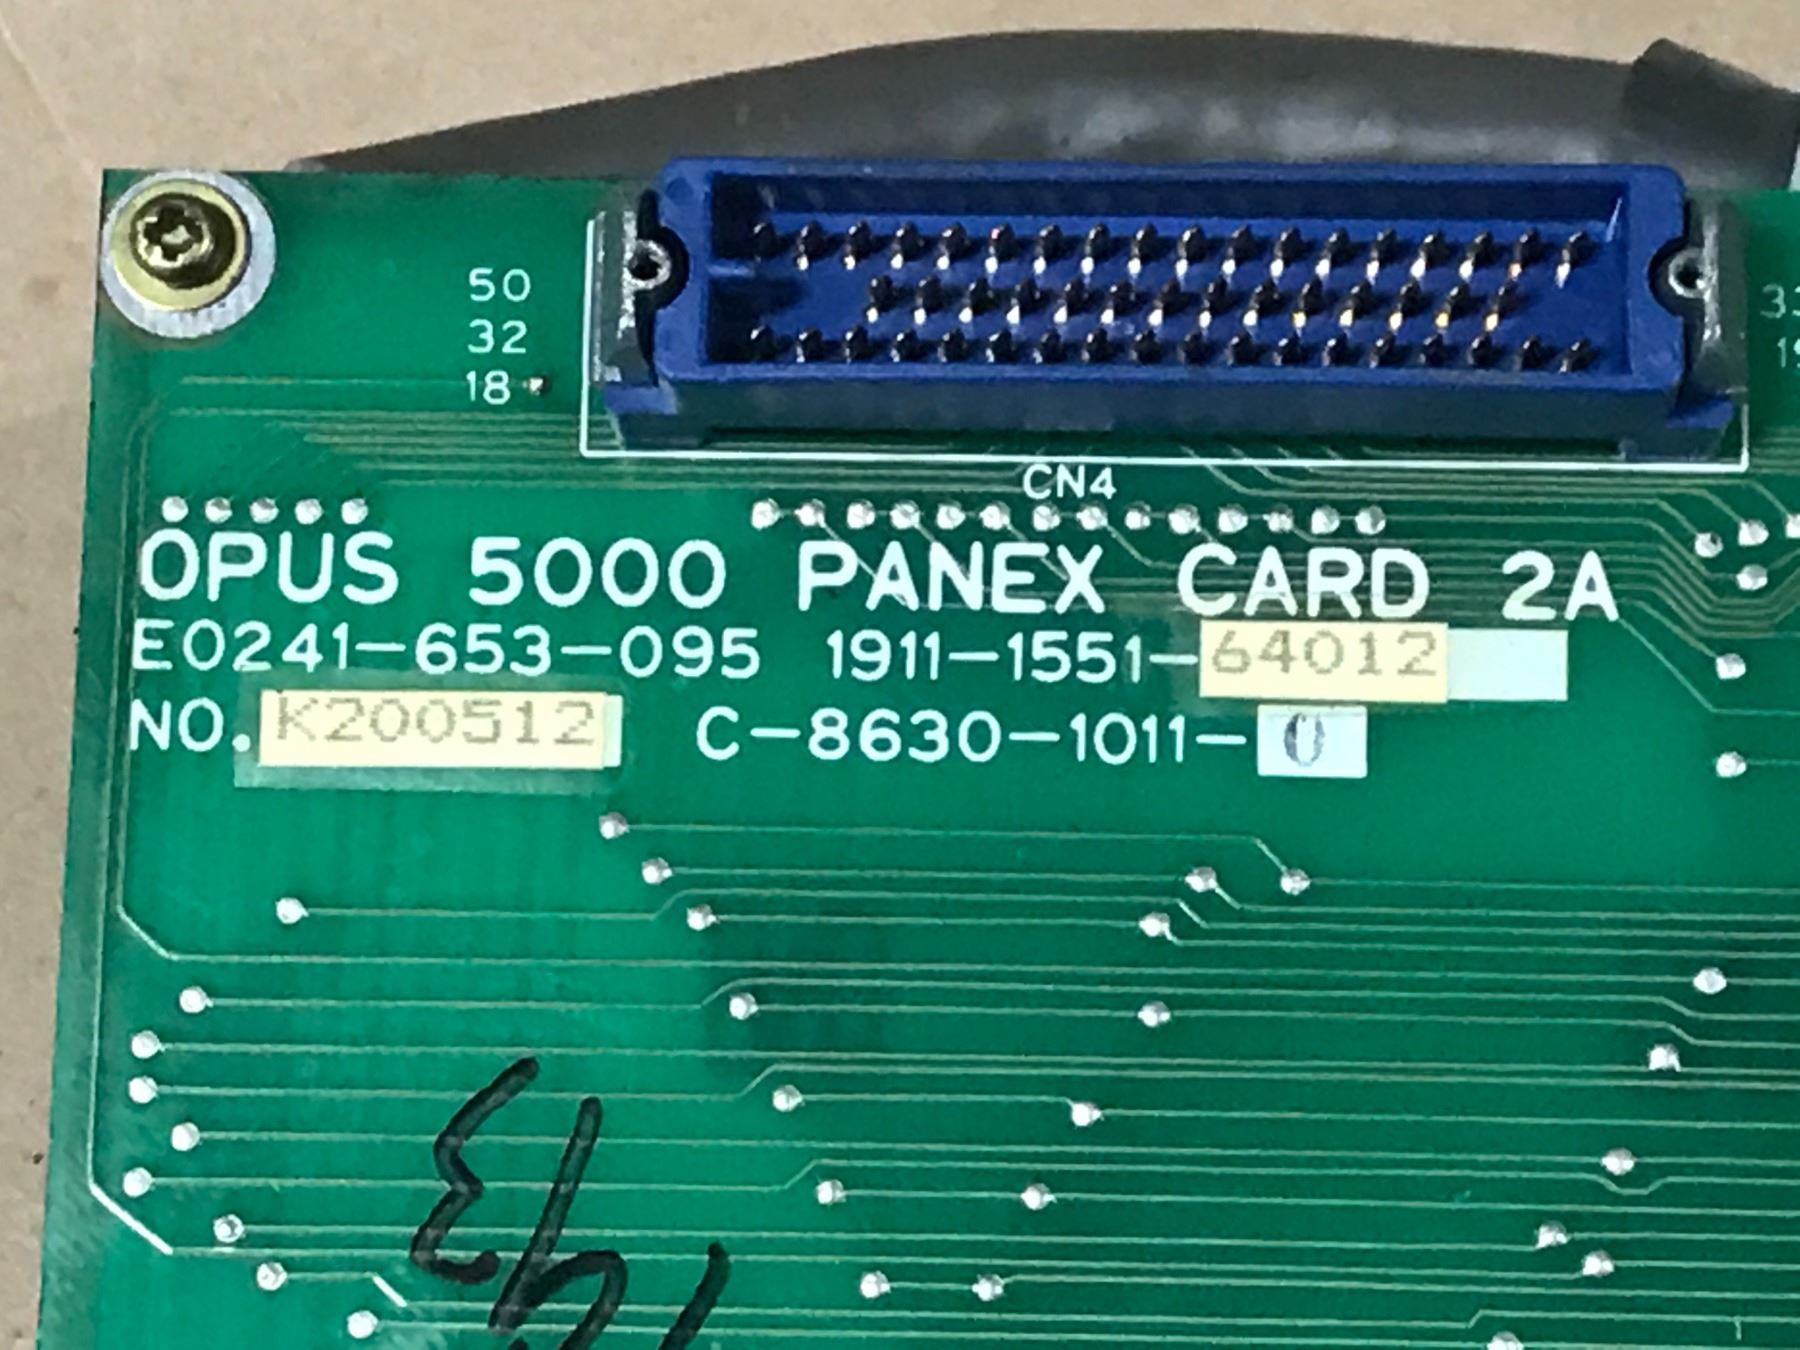 50
32
18
CN4
OPUS 5000 PANEX CARD 2A
E0241-653-095 1911-1551-64012
NO. K200512 C-8630-1011-0